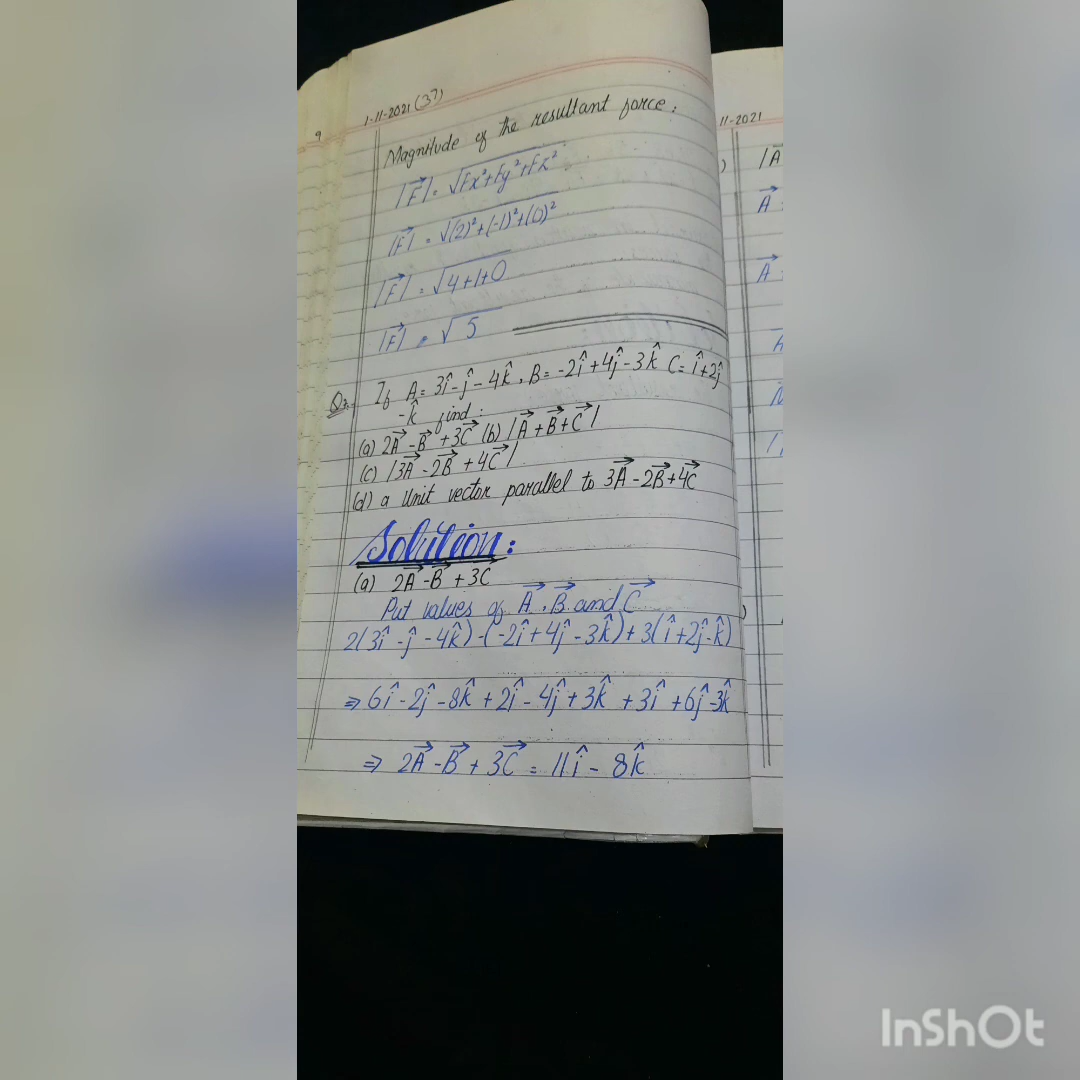 9
1-11-2021 (37)
Magnitude of the resultant force:
|F⃗| = √Fx²+Fy²+Fz²
|F⃗| = √(2)²+(-1)²+(0)²
|F⃗| = √4+1+0
|F⃗| = √5
Q2. If A = 3î-ĵ-4k̂, B = -2î+4ĵ-3k̂ C = î+2ĵ
-k̂ find:
(a) 2A⃗-B⃗+3C⃗ (b) |A⃗+B⃗+C⃗|
(c) |3A⃗-2B⃗+4C⃗|
(d) a Unit vector parallel to 3A⃗-2B⃗+4C⃗
Solution:
(a) 2A⃗-B⃗+3C⃗
Put values of A⃗, B⃗ and C⃗
2(3î-ĵ-4k̂)-(-2î+4ĵ-3k̂)+3(î+2ĵ-k̂)
⇒ 6î-2ĵ-8k̂+2î-4ĵ+3k̂+3î+6ĵ-3k̂
⇒ 2A⃗-B⃗+3C⃗ = 11î-8k̂
11-2021
|A
A⃗
A⃗
InShOt